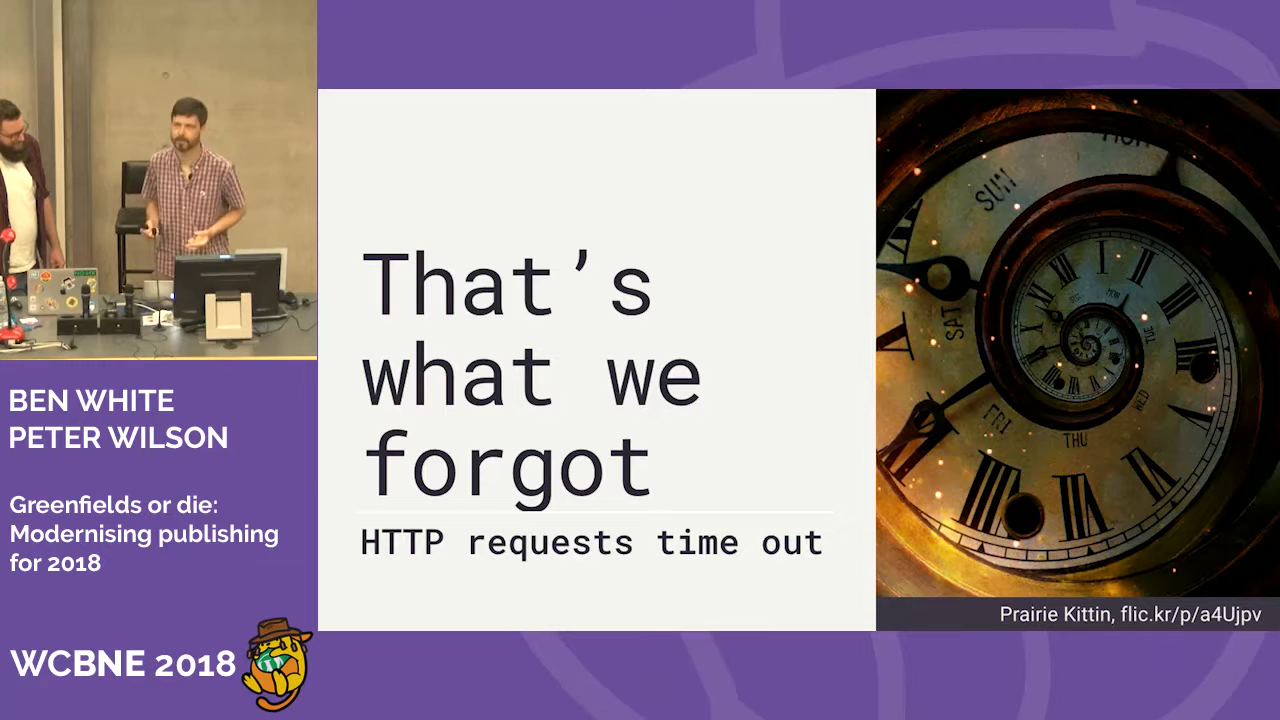 BEN WHITE
PETER WILSON
Greenfields or die:
Modernising publishing
for 2018
WCBNE 2018
That’s
what we
forgot
HTTP requests time out
SUN
SAT
FRI
THU
WED
TUE
MON
I
Prairie Kittin, flic.kr/p/a4Ujpv